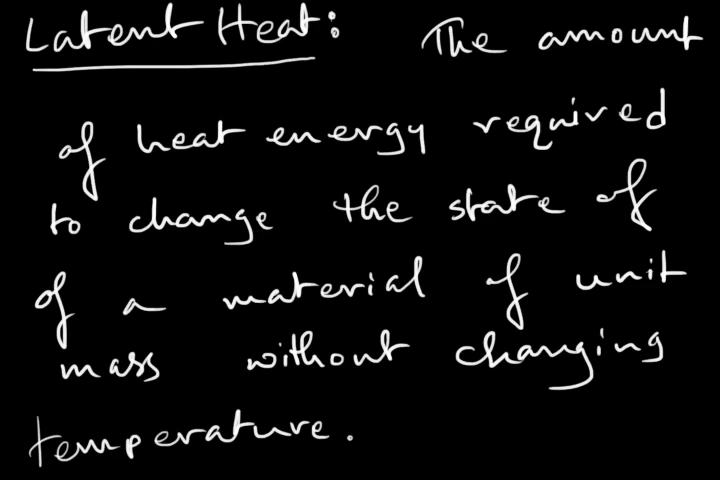 Latent Heat: The amount
of heat energy required
to change the state of
of a material of unit
mass without changing
temperature.